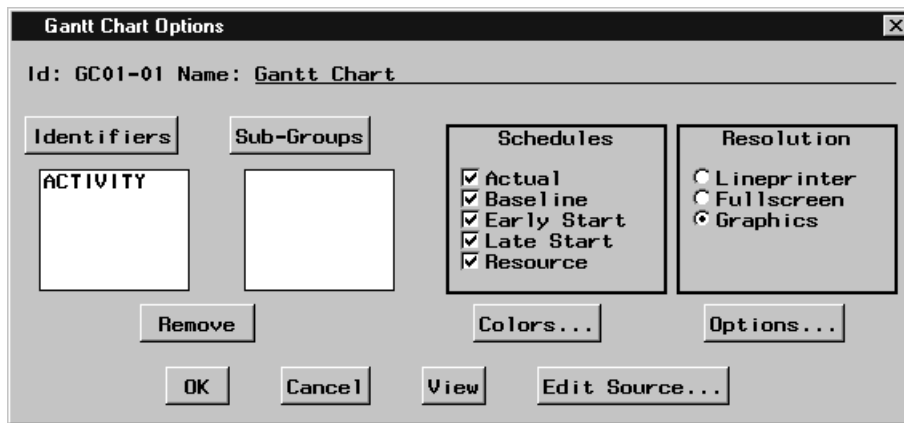 Gantt Chart Options
Id: GC01-01 Name: Gantt Chart
Identifiers
Sub-Groups
ACTIVITY
Remove
Schedules
Actual
Baseline
Early Start
Late Start
Resource
Colors...
Resolution
Lineprinter
Fullscreen
Graphics
Options...
OK
Cancel
View
Edit Source...